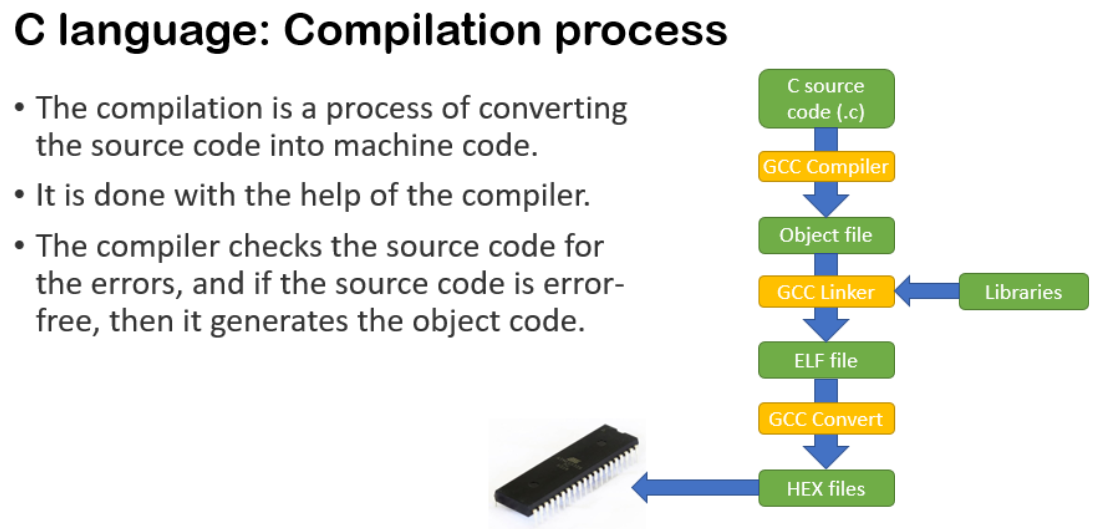 C language: Compilation process
• The compilation is a process of converting
the source code into machine code.
• It is done with the help of the compiler.
• The compiler checks the source code for
the errors, and if the source code is error-
free, then it generates the object code.
C source
code (.c)
GCC Compiler
Object file
GCC Linker
Libraries
ELF file
GCC Convert
HEX files